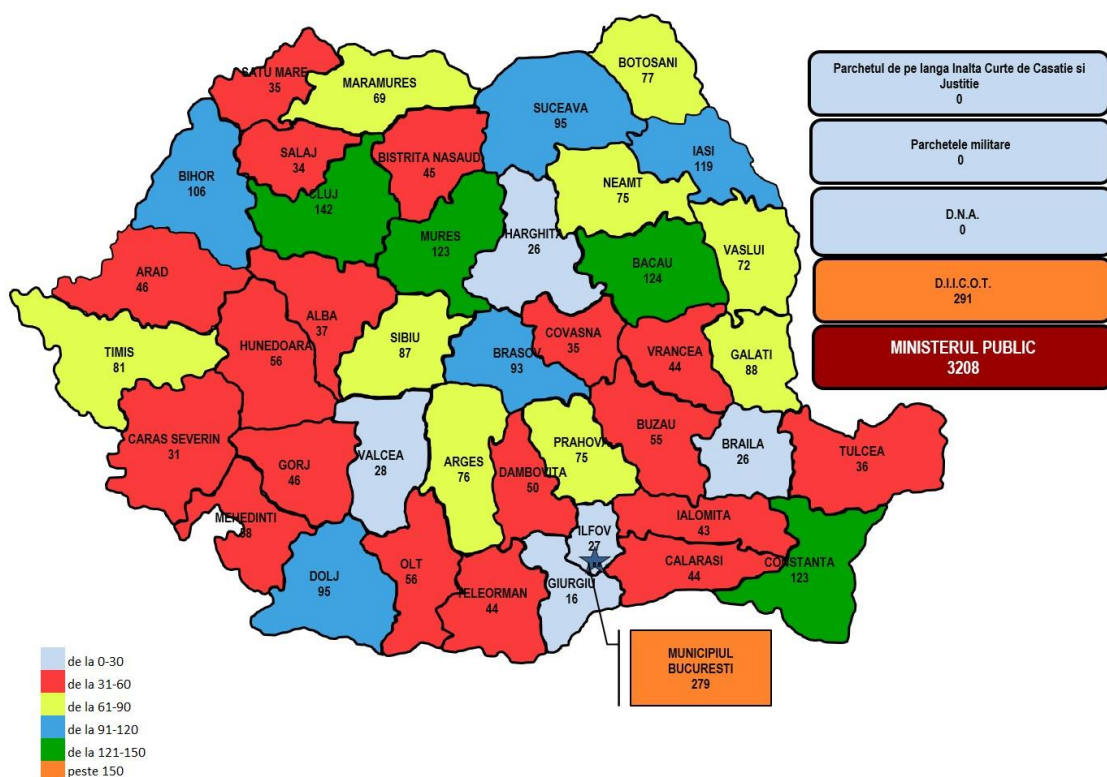 SATU MARE
35
MARAMURES
69
BOTOSANI
77
SUCEAVA
95
IASI
119
SALAJ
34
BISTRITA NASAUD
45
BIHOR
106
CLUJ
142
NEAMT
75
MURES
123
HARGHITA
26
BACAU
124
VASLUI
72
ARAD
46
ALBA
37
TIMIS
81
HUNEDOARA
56
SIBIU
87
BRASOV
93
COVASNA
35
VRANCEA
44
GALATI
88
CARAS SEVERIN
31
GORJ
46
VALCEA
28
ARGES
76
DAMBOVITA
50
PRAHOVA
75
BUZAU
55
BRAILA
26
TULCEA
36
MEHEDINTI
58
DOLJ
95
OLT
56
TELEORMAN
44
GIURGIU
16
ILFOV
27
IALOMITA
43
CALARASI
44
CONSTANTA
123
MUNICIPIUL
BUCURESTI
279
Parchetul de pe langa Inalta Curte de Casatie si
Justitie
0
Parchetele militare
0
D.N.A.
0
D.I.I.C.O.T.
291
MINISTERUL PUBLIC
3208
de la 0-30
de la 31-60
de la 61-90
de la 91-120
de la 121-150
peste 150